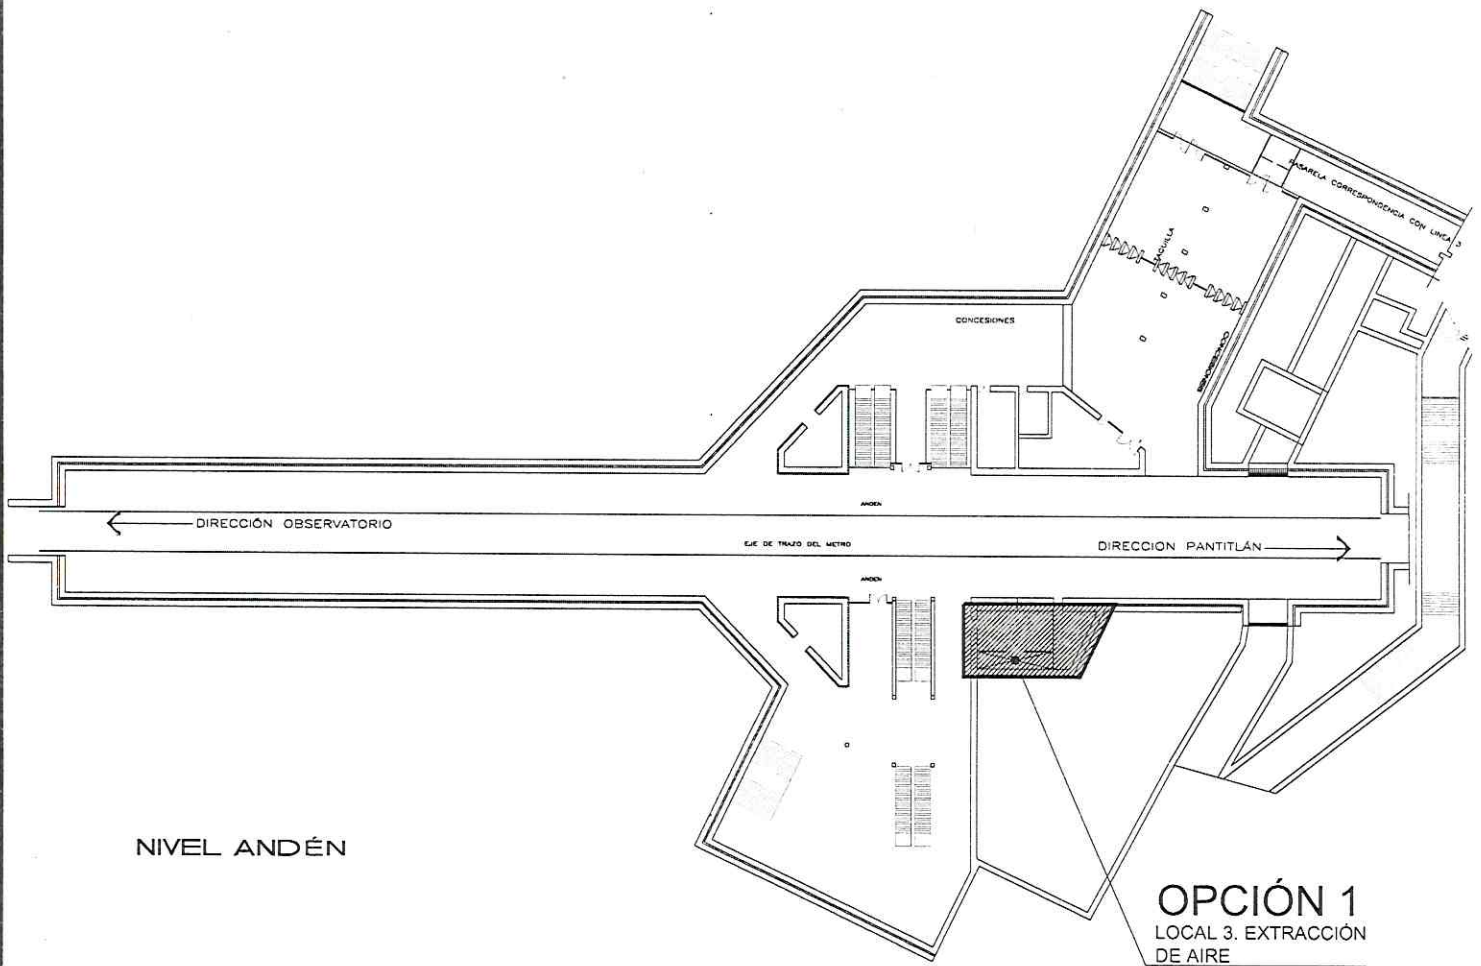 PASARELA CORRESPONDENCIA CON LINEA 3
TAQUILLA
CONCESIONES
CONCESIONES
ANDEN
DIRECCIÓN OBSERVATORIO
EJE DE TRAZO DEL METRO
DIRECCION PANTITLÁN
ANDEN
NIVEL ANDÉN
OPCIÓN 1
LOCAL 3. EXTRACCIÓN
DE AIRE